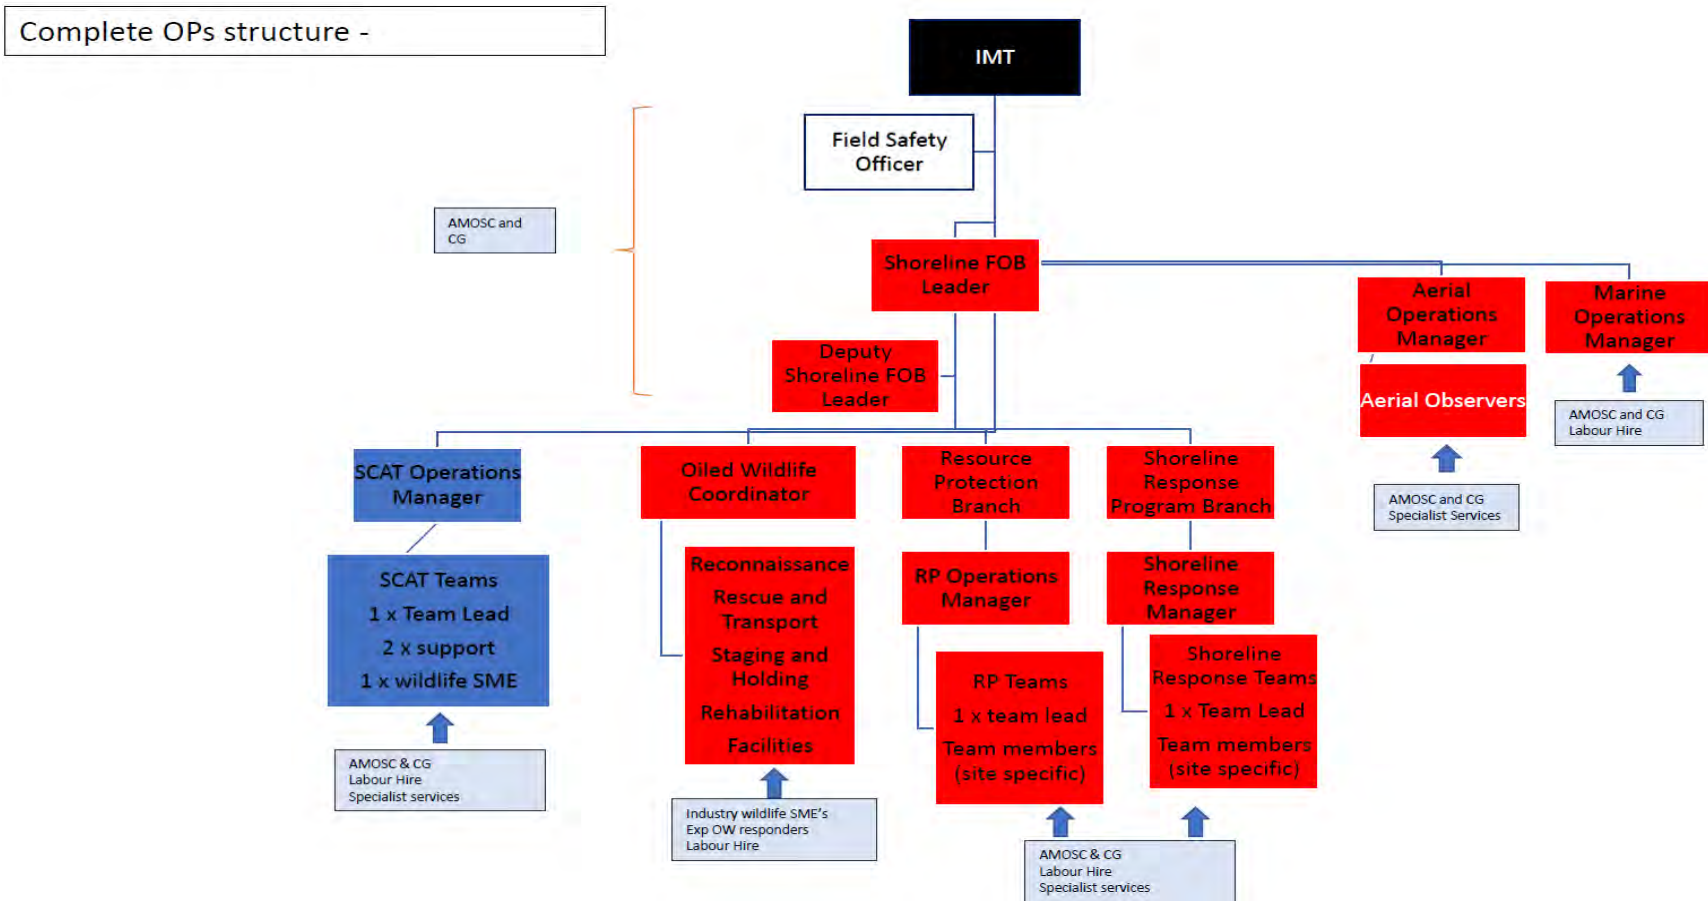 Complete OPs structure -
IMT
Field Safety
Officer
AMOSC and
CG
Shoreline FOB
Leader
Aerial
Operations
Manager
Marine
Operations
Manager
Deputy
Shoreline FOB
Leader
Aerial Observers
AMOSC and CG
Labour Hire
SCAT Operations
Manager
Oiled Wildlife
Coordinator
Resource
Protection
Branch
Shoreline
Response
Program Branch
AMOSC and CG
Specialist Services
SCAT Teams
1 x Team Lead
2 x support
1 x wildlife SME
Reconnaissance
Rescue and
Transport
Staging and
Holding
Rehabilitation
Facilities
RP Operations
Manager
Shoreline
Response
Manager
RP Teams
1 x team lead
Team members
(site specific)
Shoreline
Response Teams
1 x Team Lead
Team members
(site specific)
AMOSC & CG
Labour Hire
Specialist services
Industry wildlife SME's
Exp OW responders
Labour Hire
AMOSC & CG
Labour Hire
Specialist services